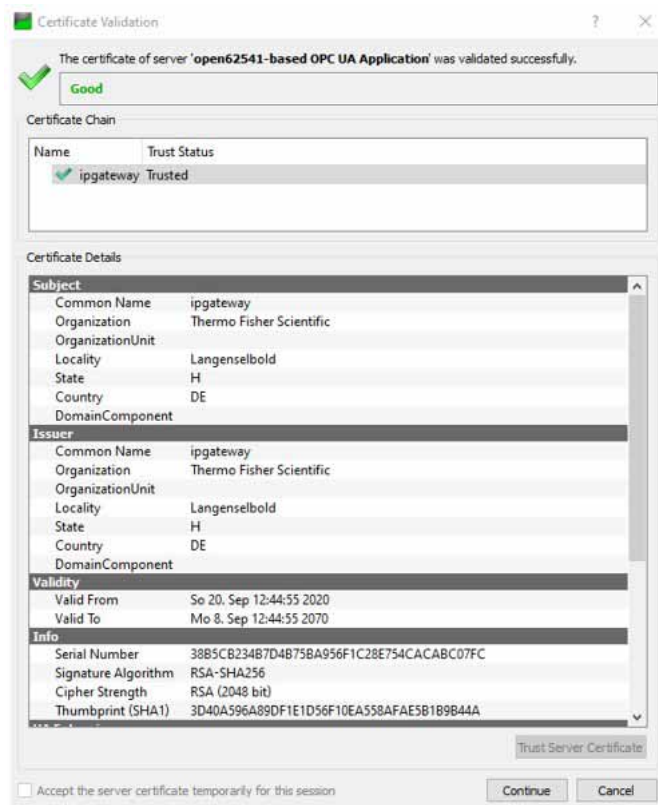 Certificate Validation
The certificate of server 'open62541-based OPC UA Application' was validated successfully.
Good
Certificate Chain
Name Trust Status
ipgateway Trusted
Certificate Details
Subject
Common Name ipgateway
Organization Thermo Fisher Scientific
OrganizationUnit
Locality Langenselbold
State H
Country DE
DomainComponent
Issuer
Common Name ipgateway
Organization Thermo Fisher Scientific
OrganizationUnit
Locality Langenselbold
State H
Country DE
DomainComponent
Validity
Valid From So 20. Sep 12:44:55 2020
Valid To Mo 8. Sep 12:44:55 2070
Info
Serial Number 38B5CB234B7D4B75BA956F1C28E754CACABC07FC
Signature Algorithm RSA-SHA256
Cipher Strength RSA (2048 bit)
Thumbprint (SHA1) 3D40A596A89DF1E1D56F10EA558AFAE5B1B9B44A
Trust Server Certificate
Accept the server certificate temporarily for this session
Continue Cancel